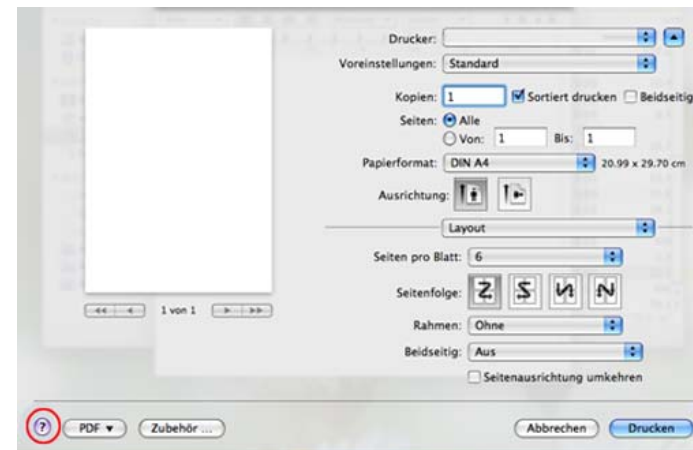 Drucker:
Voreinstellungen: Standard
Kopien: 1 Sortiert drucken Beidseitig
Seiten: Alle
Von: 1 Bis: 1
Papierformat: DIN A4 20.99 x 29.70 cm
Ausrichtung:
Layout
Seiten pro Blatt: 6
Seitenfolge:
1 von 1
Rahmen: Ohne
Beidseitig: Aus
Seitenausrichtung umkehren
? PDF Zubehör ... Abbrechen Drucken